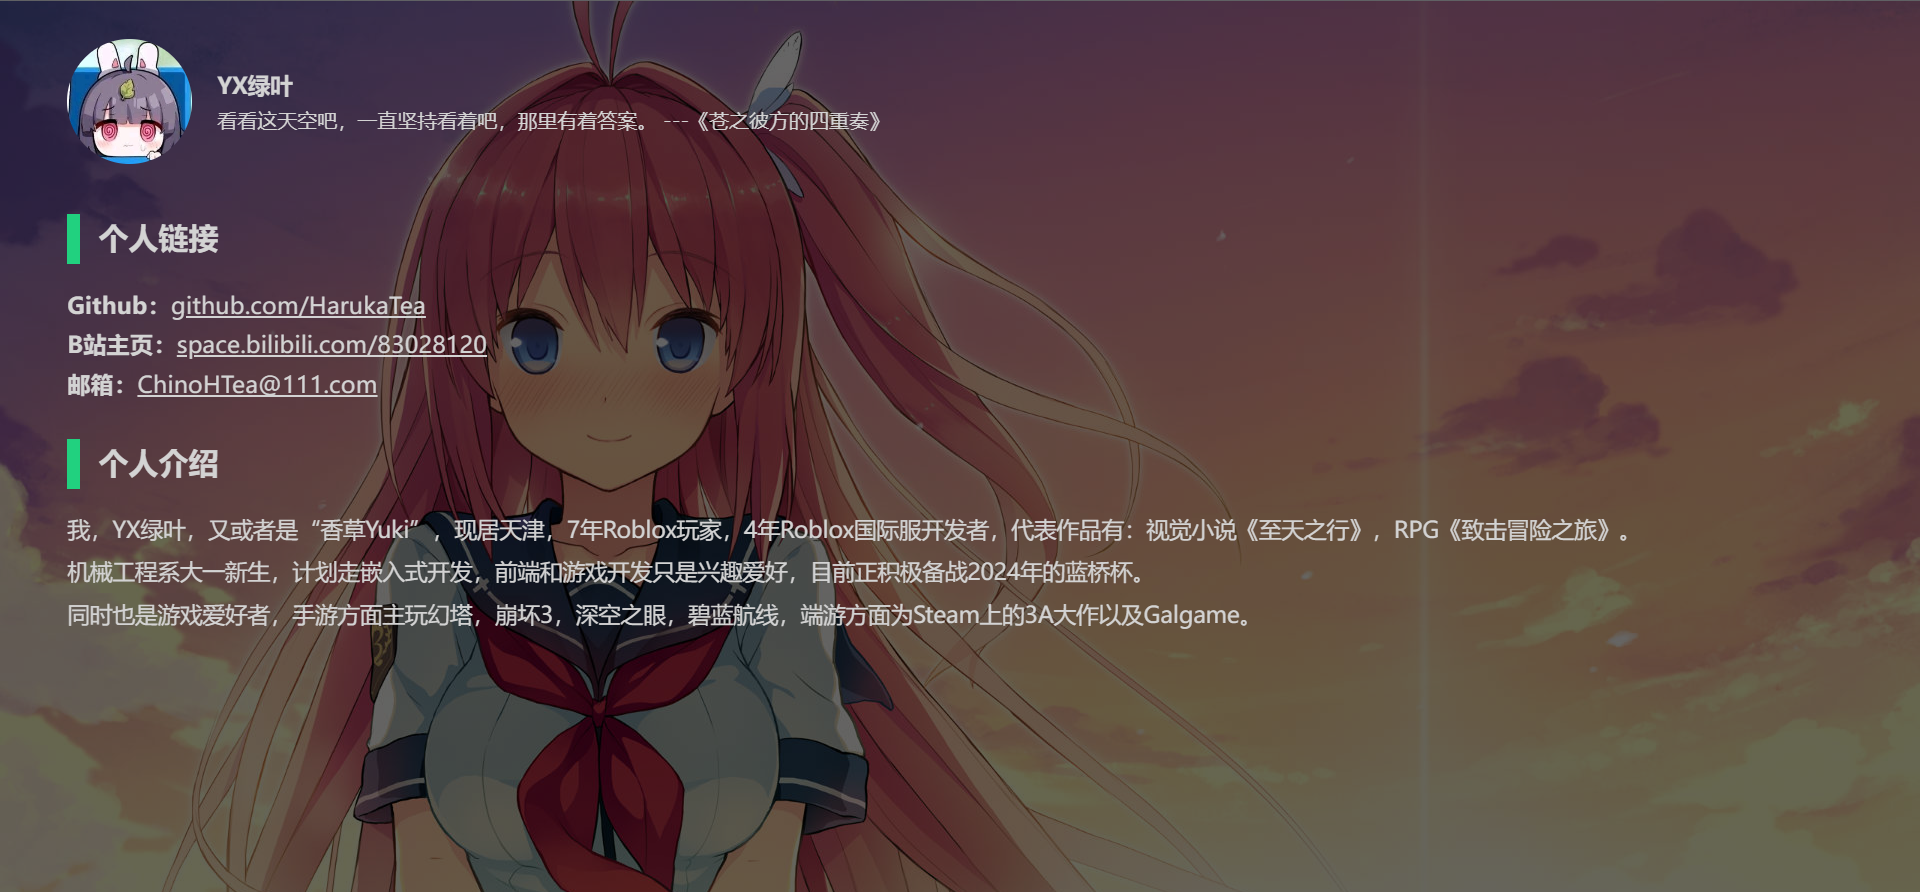 YX绿叶
看看这天空吧，一直坚持看着吧，那里有着答案。 ---《苍之彼方的四重奏》
个人链接
Github：github.com/HarukaTea
B站主页：space.bilibili.com/83028120
邮箱：ChinoHTea@111.com
个人介绍
我，YX绿叶，又或者是“香草Yuki”，现居天津，7年Roblox玩家，4年Roblox国际服开发者，代表作品有：视觉小说《至天之行》，RPG《致击冒险之旅》。
机械工程系大一新生，计划走嵌入式开发，前端和游戏开发只是兴趣爱好，目前正积极备战2024年的蓝桥杯。
同时也是游戏爱好者，手游方面主玩幻塔，崩坏3，深空之眼，碧蓝航线，端游方面为Steam上的3A大作以及Galgame。